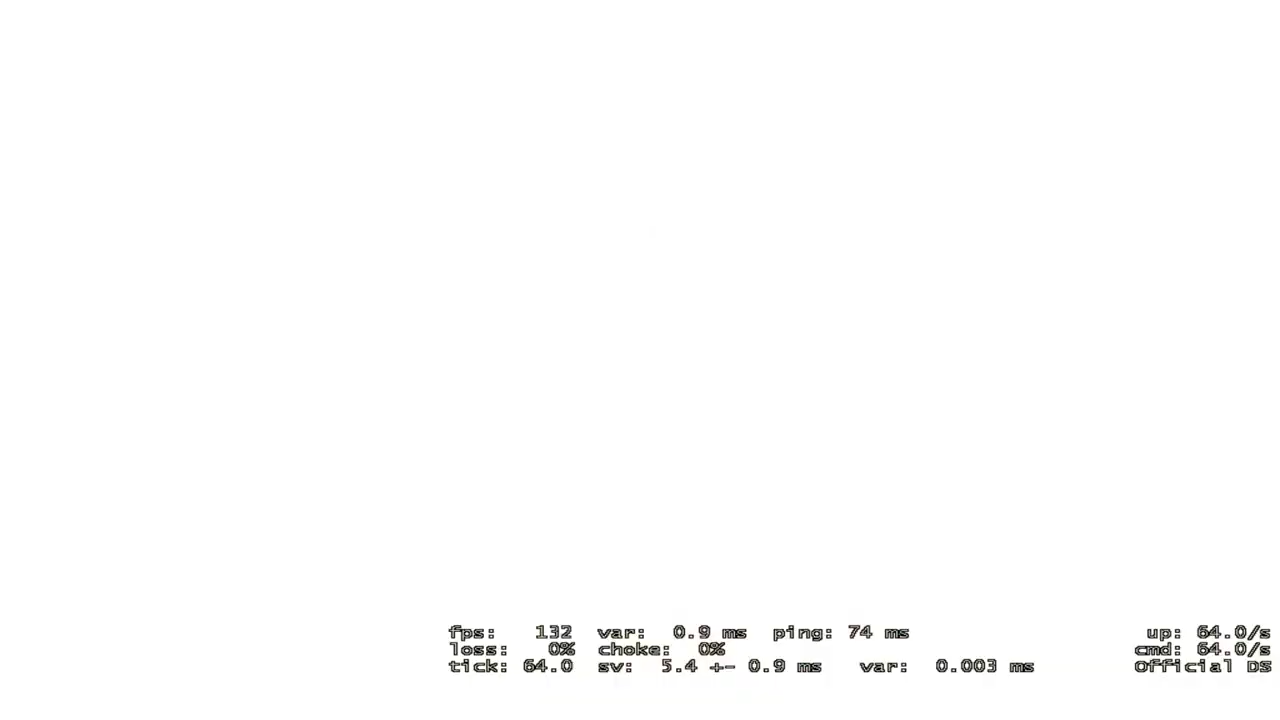 fps: 132 var: 0.9 ms ping: 74 ms up: 64.0/s
loss: 0% choke: 0% cmd: 64.0/s
tick: 64.0 sv: 5.4 +- 0.9 ms var: 0.003 ms Official DS